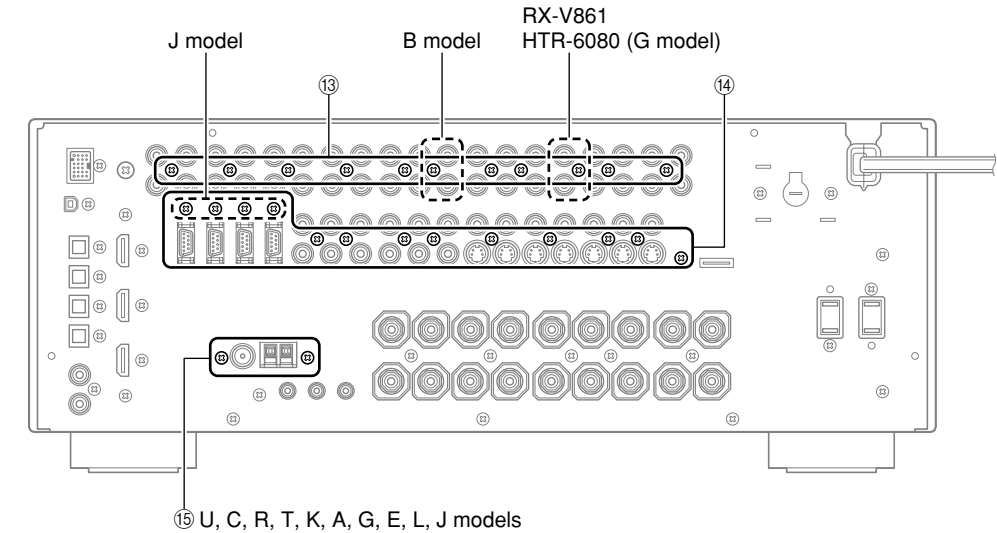 RX-V861
J model
B model
HTR-6080 (G model)
⑬
⑭
⑮ U, C, R, T, K, A, G, E, L, J models